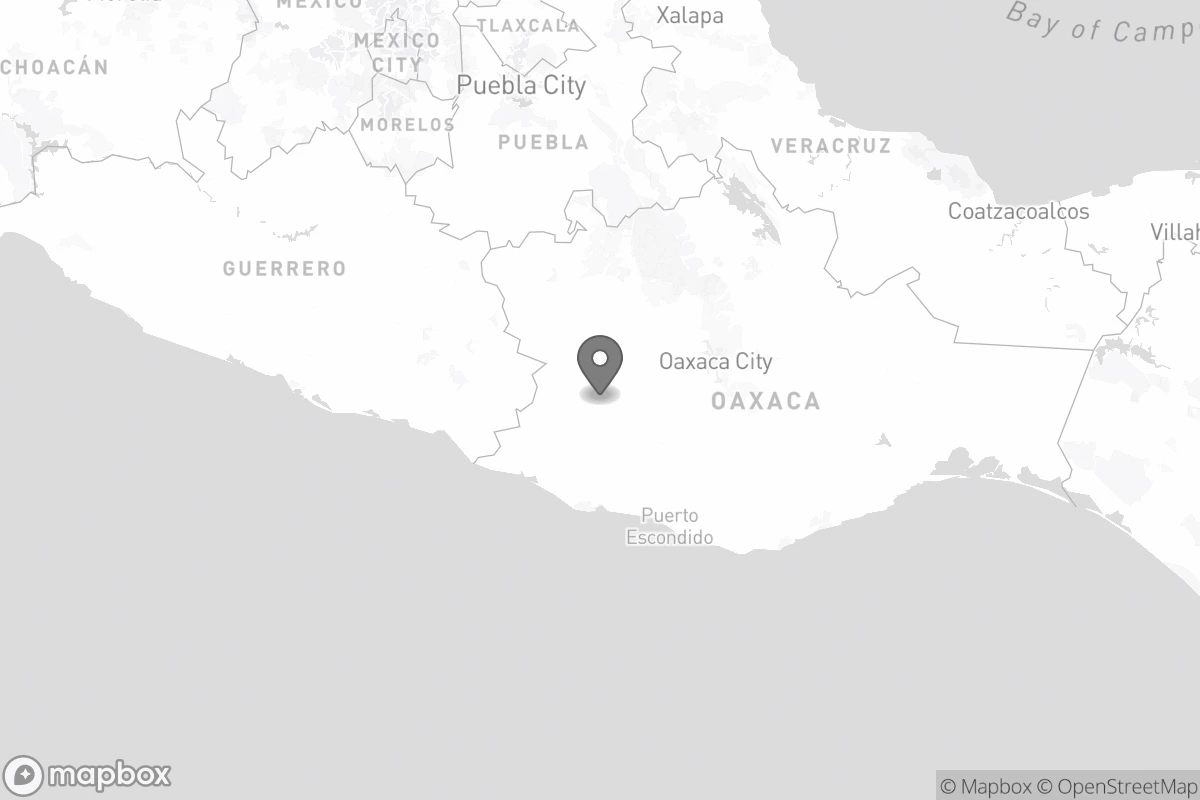 Xalapa
Bay of Camp
MÉXICO
TLAXCALA
MEXICO
CITY
CHOACÁN
Puebla City
MORELOS
PUEBLA
VERACRUZ
Coatzacoalcos
Villah
GUERRERO
Oaxaca City
OAXACA
Puerto
Escondido
mapbox
© Mapbox © OpenStreetMap